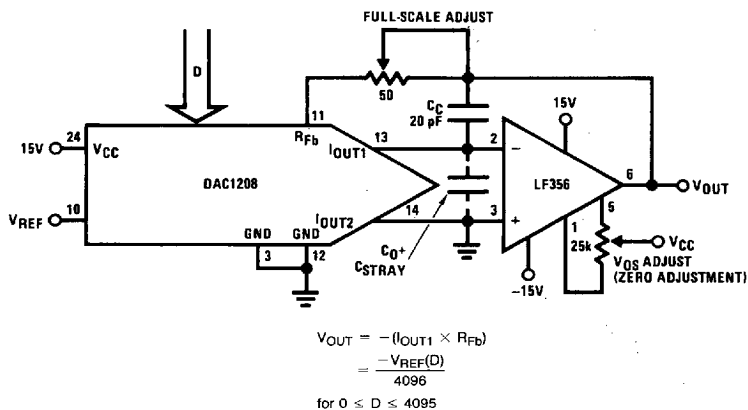 FULL-SCALE ADJUST
D
50
11
RFb
CC
20 pF
15V
24
VCC
15V
IOUT1
13
2
−
6
VOUT
DAC1208
LF356
5
10
VREF
14
IOUT2
3
+
1
25k
VCC
GND
GND
3
12
CO+
CSTRAY
−15V
VOS ADJUST
(ZERO ADJUSTMENT)
VOUT = −(IOUT1 × RFb)
= −VREF(D)
4096
for 0 ≤ D ≤ 4095